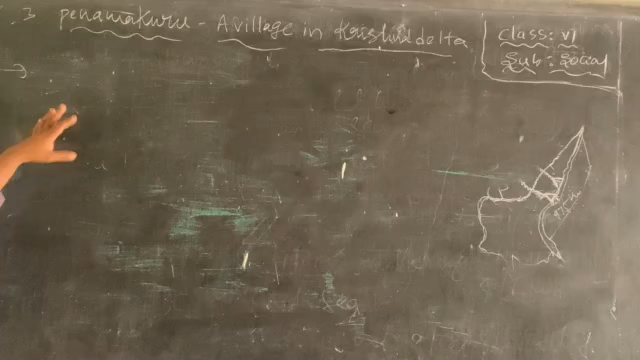 3 penamakuru - A village in Krishna delta
Class: VI
Sub: Social